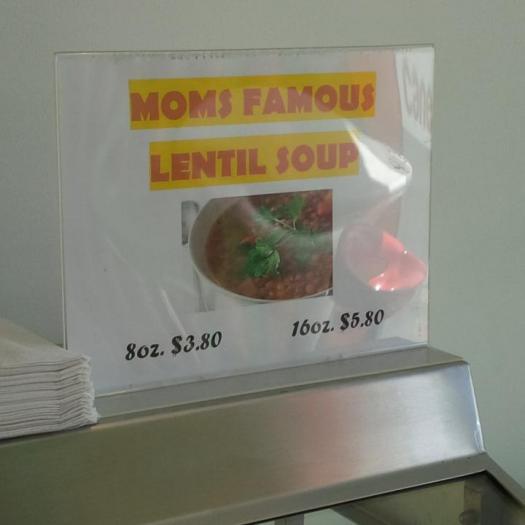 MOMS FAMOUS
LENTIL SOUP
8oz. $3.80 16oz. $5.80